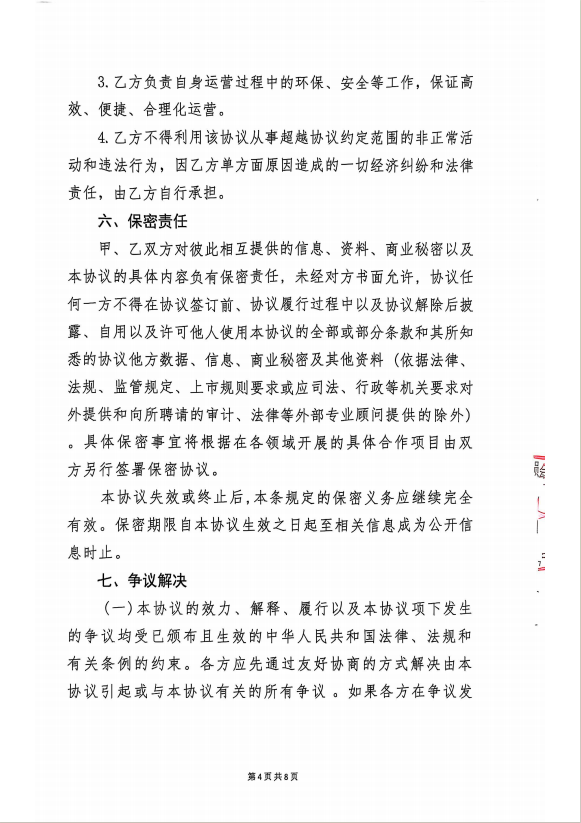 3.乙方负责自身运营过程中的环保、安全等工作，保证高
效、便捷、合理化运营。
4.乙方不得利用该协议从事超越协议约定范围的非正常活
动和违法行为，因乙方单方面原因造成的一切经济纠纷和法律
责任，由乙方自行承担。
六、保密责任
甲、乙双方对彼此相互提供的信息、资料、商业秘密以及
本协议的具体内容负有保密责任，未经对方书面允许，协议任
何一方不得在协议签订前、协议履行过程中以及协议解除后披
露、自用以及许可他人使用本协议的全部或部分条款和其所知
悉的协议他方数据、信息、商业秘密及其他资料（依据法律、
法规、监管规定、上市规则要求或应司法、行政等机关要求对
外提供和向所聘请的审计、法律等外部专业顾问提供的除外）
。具体保密事宜将根据在各领域开展的具体合作项目由双
方另行签署保密协议。
本协议失效或终止后,本条规定的保密义务应继续完全
有效。保密期限自本协议生效之日起至相关信息成为公开信
息时止。
七、争议解决
(一)本协议的效力、解释、履行以及本协议项下发生
的争议均受已颁布且生效的中华人民共和国法律、法规和
有关条例的约束。各方应先通过友好协商的方式解决由本
协议引起或与本协议有关的所有争议 。如果各方在争议发
第4页共8页